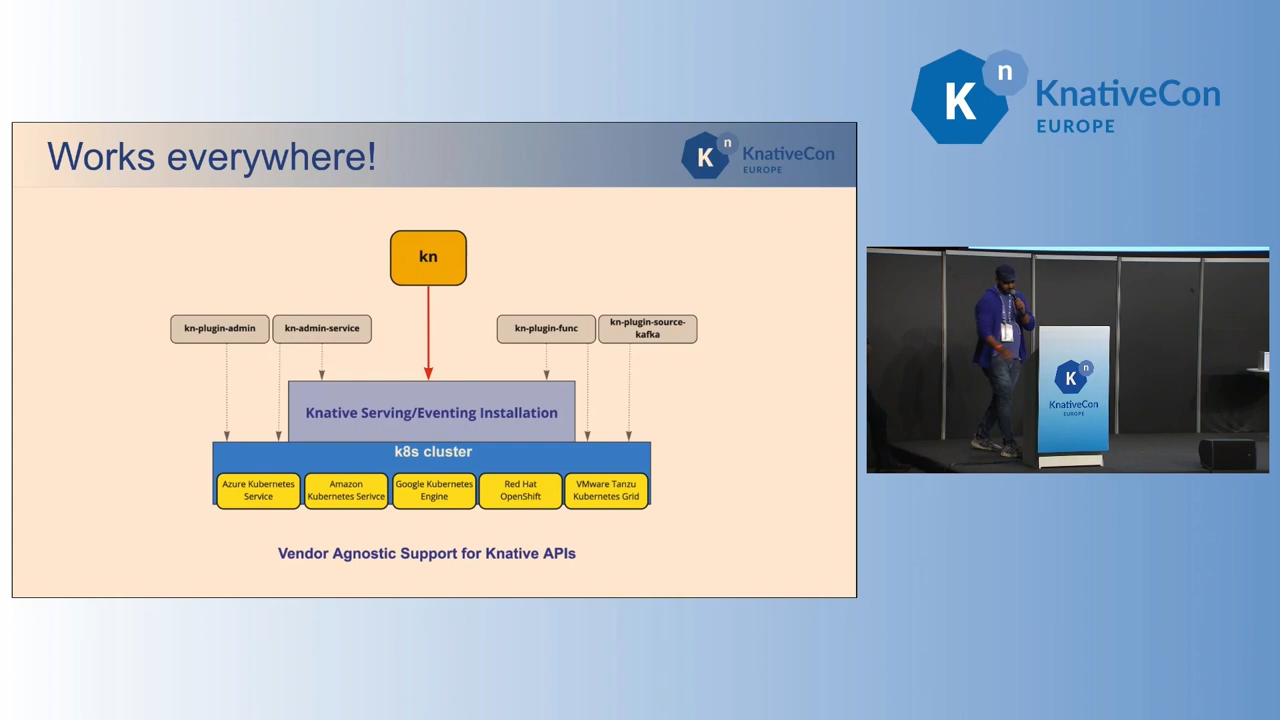 K n KnativeCon
EUROPE
Works everywhere!
K n KnativeCon
EUROPE
kn
kn-plugin-admin
kn-admin-service
kn-plugin-func
kn-plugin-source-
kafka
Knative Serving/Eventing Installation
k8s cluster
Azure Kubernetes
Service
Amazon
Kubernetes Serivce
Google Kubernetes
Engine
Red Hat
OpenShift
VMware Tanzu
Kubernetes Grid
Vendor Agnostic Support for Knative APIs
K n
KnativeCon
EUROPE